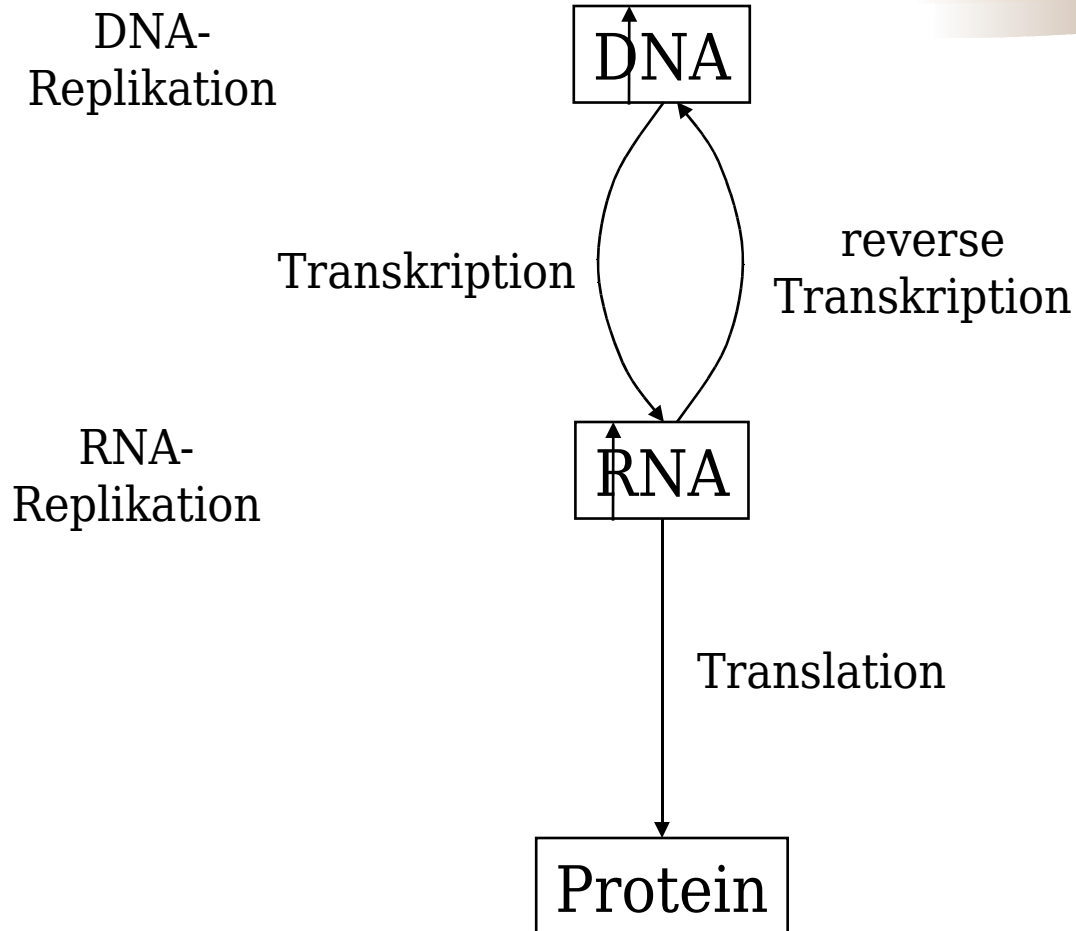 DNA-
Replikation
DNA
Transkription
reverse
Transkription
RNA-
Replikation
RNA
Translation
Protein